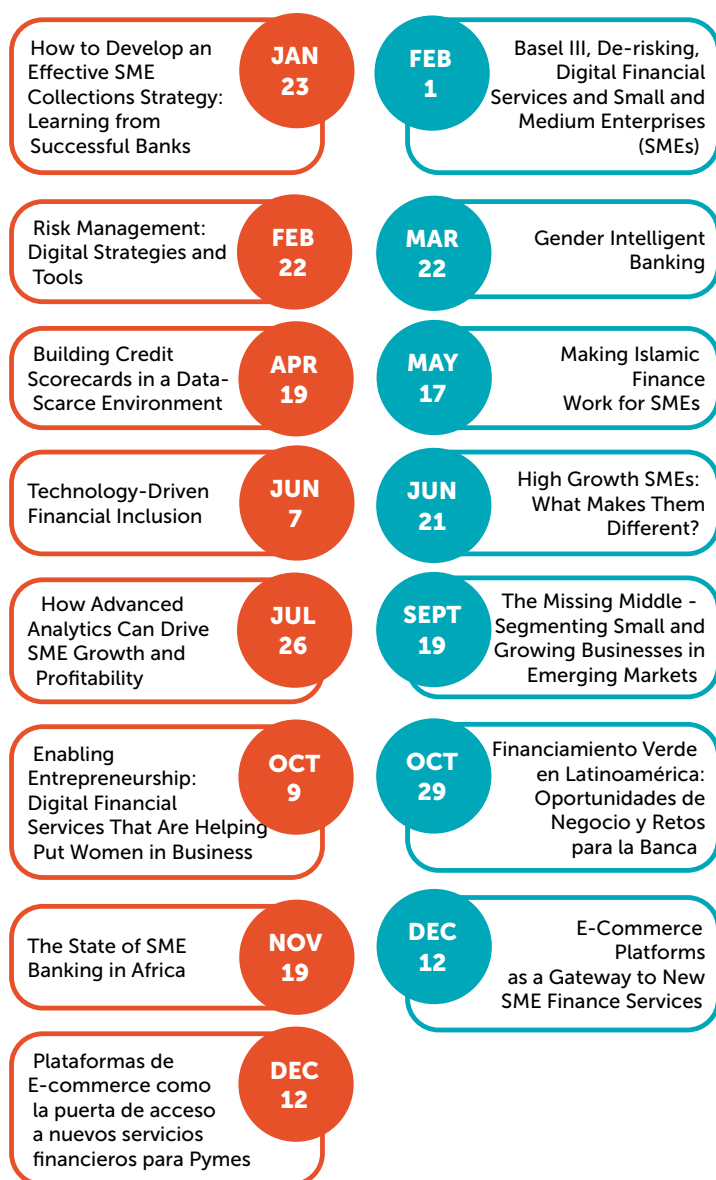 How to Develop an
Effective SME
Collections Strategy:
Learning from
Successful Banks
JAN
23
FEB
1
Basel III, De-risking,
Digital Financial
Services and Small and
Medium Enterprises
(SMEs)
Risk Management:
Digital Strategies and
Tools
FEB
22
MAR
22
Gender Intelligent
Banking
Building Credit
Scorecards in a Data-
Scarce Environment
APR
19
MAY
17
Making Islamic
Finance
Work for SMEs
Technology-Driven
Financial Inclusion
JUN
7
JUN
21
High Growth SMEs:
What Makes Them
Different?
How Advanced
Analytics Can Drive
SME Growth and
Profitability
JUL
26
SEPT
19
The Missing Middle -
Segmenting Small and
Growing Businesses in
Emerging Markets
Enabling
Entrepreneurship:
Digital Financial
Services That Are Helping
Put Women in Business
OCT
9
OCT
29
Financiamiento Verde
en Latinoamérica:
Oportunidades de
Negocio y Retos
para la Banca
The State of SME
Banking in Africa
NOV
19
DEC
12
E-Commerce
Platforms
as a Gateway to New
SME Finance Services
Plataformas de
E-commerce como
la puerta de acceso
a nuevos servicios
financieros para Pymes
DEC
12